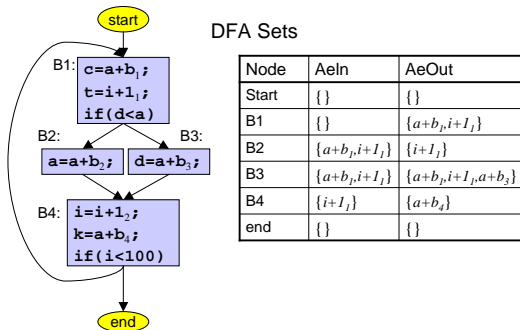 start
DFA Sets
B1:
c=a+b₁;
t=i+1₁;
if(d<a)
B2:
B3:
a=a+b₂;
d=a+b₃;
B4:
i=i+1₂;
k=a+b₄;
if(i<100)
end
Node AeIn AeOut
Start {} {}
B1 {} {a+b₁,i+1₁}
B2 {a+b₁,i+1₁} {i+1₁}
B3 {a+b₁,i+1₁} {a+b₁,i+1₁,a+b₃}
B4 {i+1₁} {a+b₄}
end {} {}